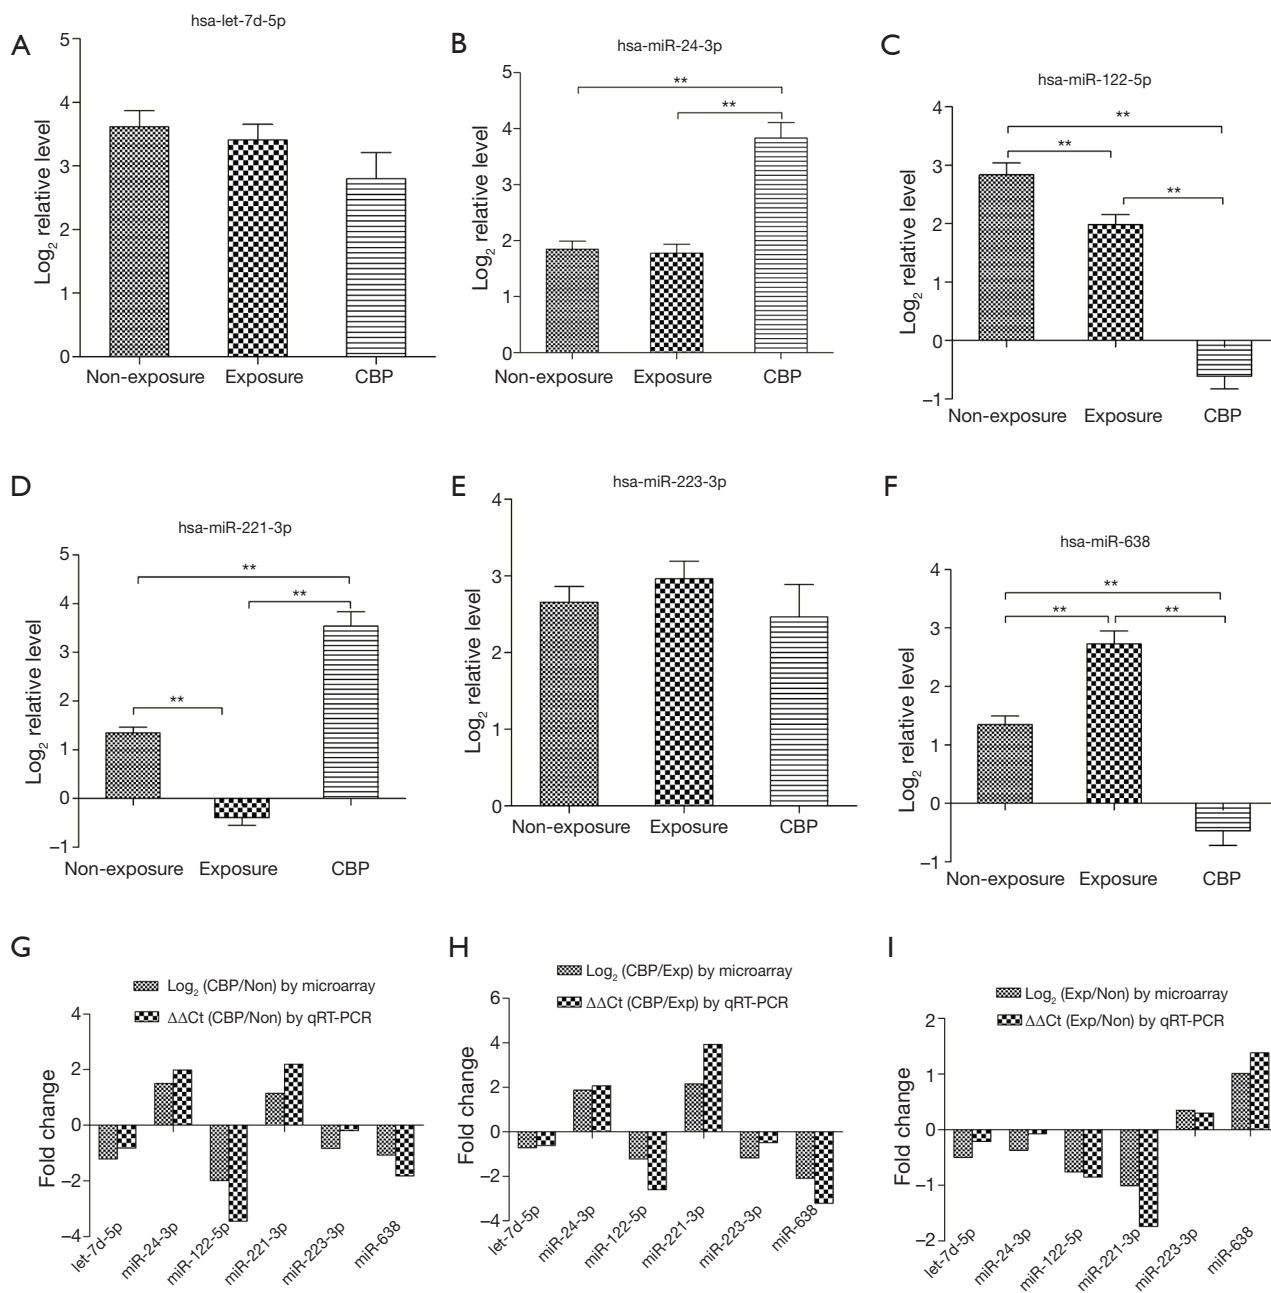 A
hsa-let-7d-5p
Log2 relative level
5
4
3
2
1
0
Non-exposure Exposure CBP
B
hsa-miR-24-3p
Log2 relative level
5
4
3
2
1
0
**
**
Non-exposure Exposure CBP
C
hsa-miR-122-5p
Log2 relative level
4
3
2
1
0
−1
**
**
**
Non-exposure Exposure CBP
D
hsa-miR-221-3p
Log2 relative level
5
4
3
2
1
0
−1
**
**
**
Non-exposure Exposure CBP
E
hsa-miR-223-3p
Log2 relative level
4
3
2
1
0
Non-exposure Exposure CBP
F
hsa-miR-638
Log2 relative level
4
3
2
1
0
−1
**
** **
Non-exposure Exposure CBP
G
Log2 (CBP/Non) by microarray
ΔΔCt (CBP/Non) by qRT-PCR
Fold change
4
2
0
−2
−4
let-7d-5p miR-24-3p miR-122-5p miR-221-3p miR-223-3p miR-638
H
Log2 (CBP/Exp) by microarray
ΔΔCt (CBP/Exp) by qRT-PCR
Fold change
6
4
2
0
−2
−4
let-7d-5p miR-24-3p miR-122-5p miR-221-3p miR-223-3p miR-638
I
Log2 (Exp/Non) by microarray
ΔΔCt (Exp/Non) by qRT-PCR
Fold change
2
1
0
−1
−2
let-7d-5p miR-24-3p miR-122-5p miR-221-3p miR-223-3p miR-638